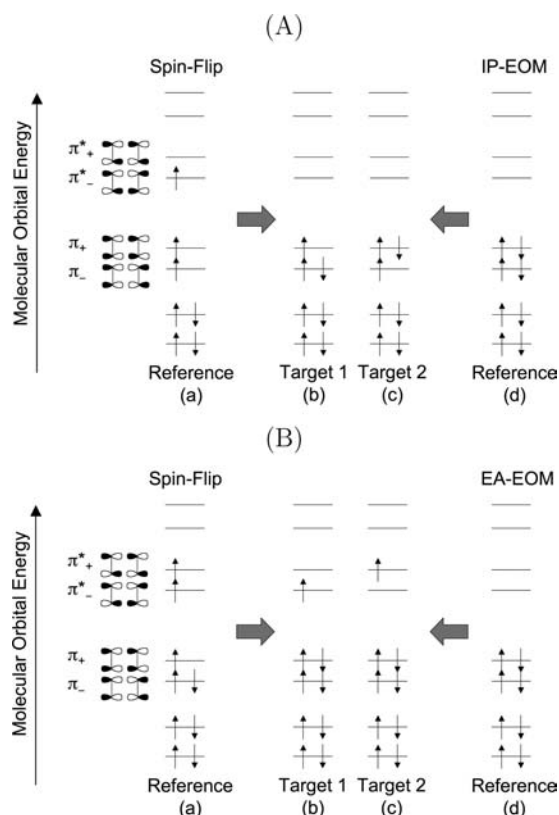 (A)
Spin-Flip
IP-EOM
Molecular Orbital Energy
π*+
π*-
π+
π-
Reference
Target 1
Target 2
Reference
(a)
(b)
(c)
(d)
(B)
Spin-Flip
EA-EOM
Molecular Orbital Energy
π*+
π*-
π+
π-
Reference
Target 1
Target 2
Reference
(a)
(b)
(c)
(d)